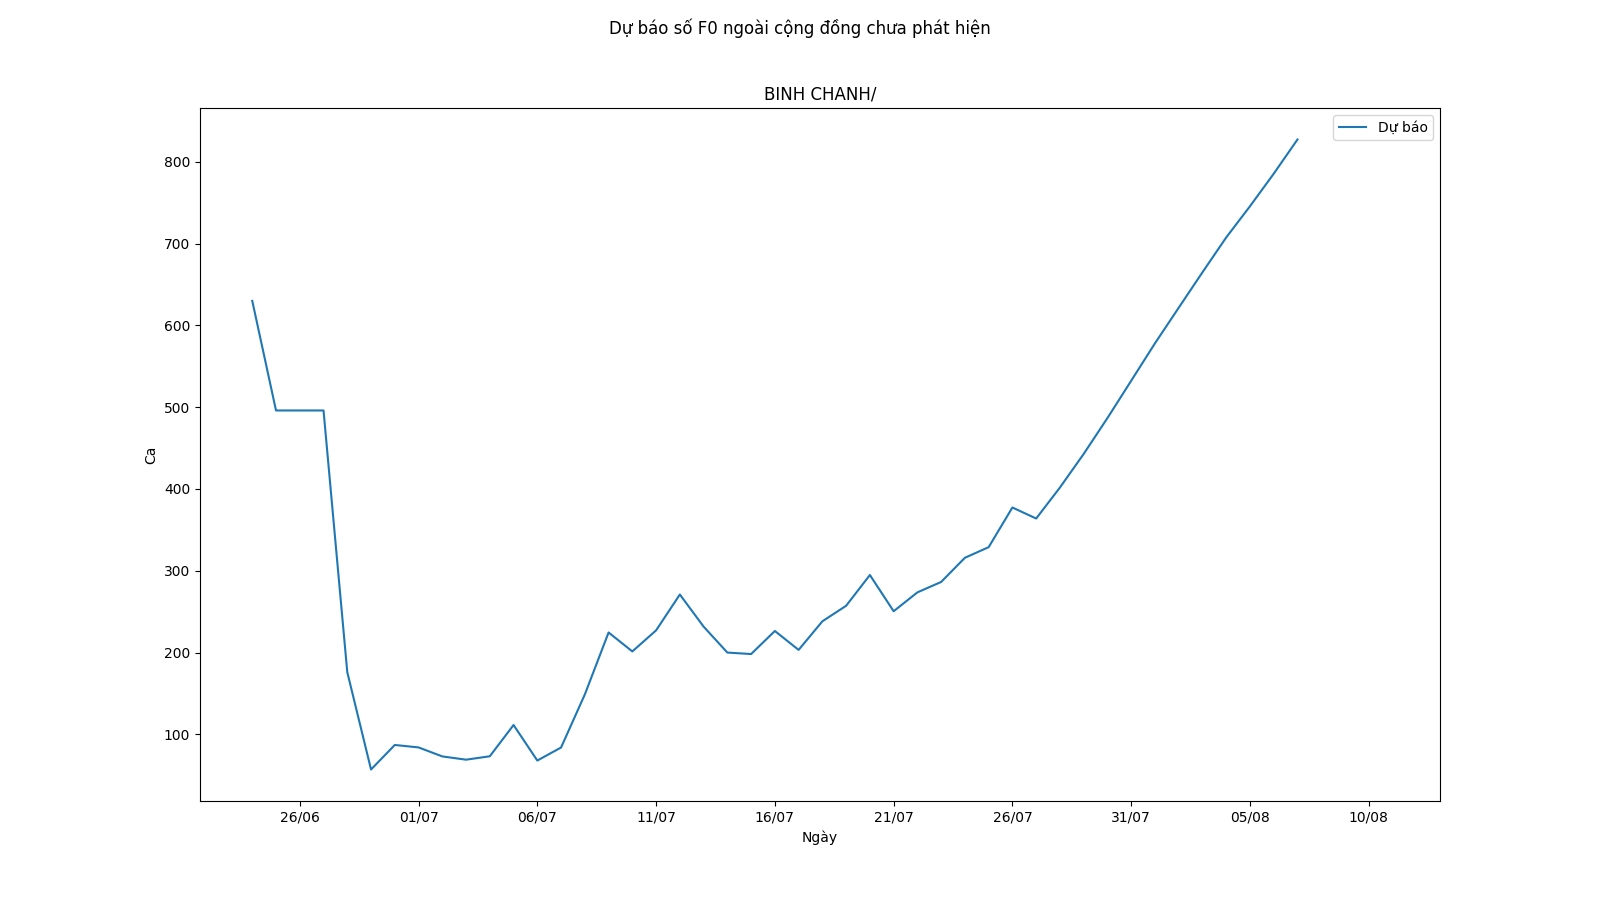 Dự báo số F0 ngoài cộng đồng chưa phát hiện
BINH CHANH/
Dự báo
800
700
600
500
400
300
200
100
Ca
26/06 01/07 06/07 11/07 16/07 21/07 26/07 31/07 05/08 10/08
Ngày